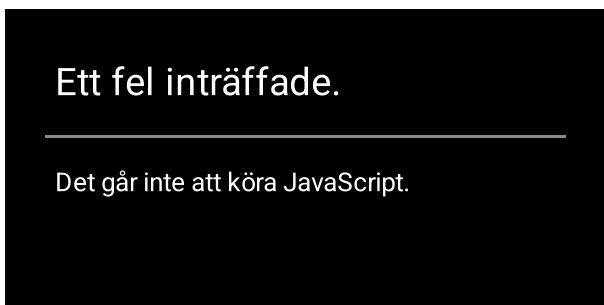 Ett fel inträffade.
Det går inte att köra JavaScript.